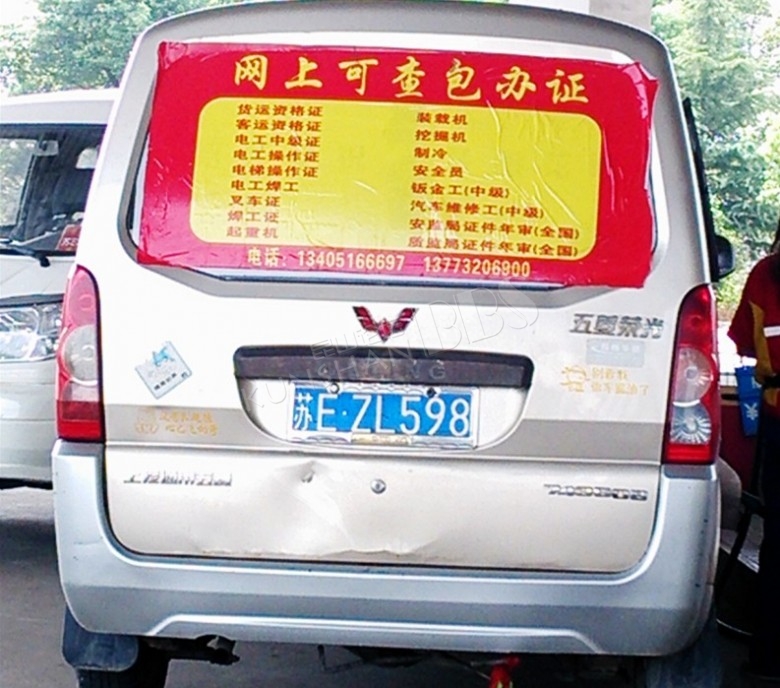 网上可查包办证
货运资格证
客运资格证
电工中级证
电工操作证
电梯操作证
电工焊工
叉车证
焊工证
起重机
装载机
挖掘机
制冷
安全员
钣金工(中级)
汽车维修工(中级)
安监局证件年审(全国)
质监局证件年审(全国)
电话: 13405166697 13773206900
五菱荣光
苏E·ZL598